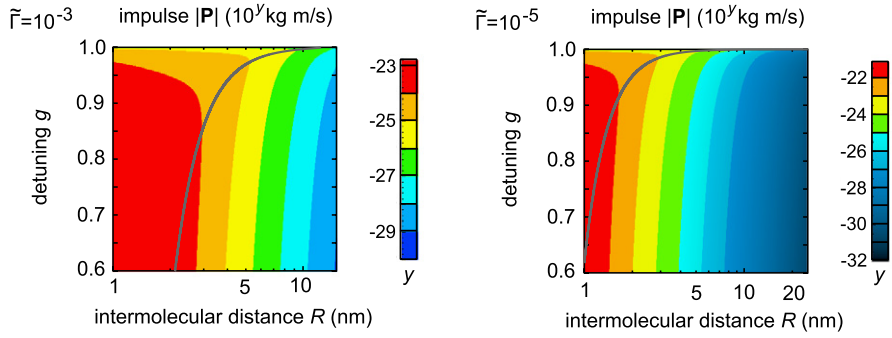 Γ̃=10⁻³
impulse |P| (10ʸkg m/s)
1.0
0.9
0.8
0.7
0.6
detuning g
1 5 10
intermolecular distance R (nm)
-23
-25
-27
-29
y
Γ̃=10⁻⁵
impulse |P| (10ʸkg m/s)
1.0
0.9
0.8
0.7
0.6
detuning g
1 5 10 20
intermolecular distance R (nm)
-22
-24
-26
-28
-30
-32
y